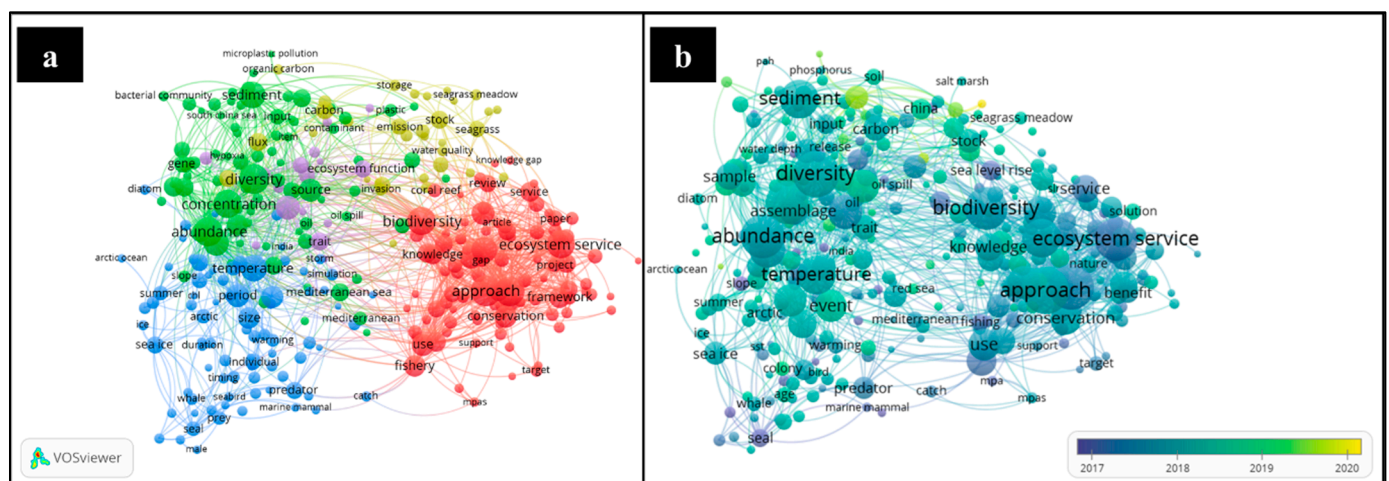 a
microplastic pollution
organic carbon
storage
seagrass meadow
bacterial community
sediment
plastic
carbon
stock
south china sea
input
item
contaminant
emission
seagrass
flux
hypoxia
water quality
knowledge gap
gene
ecosystem function
diversity
source
invasion
coral reef
review
service
diatom
concentration
oil spill
biodiversity
article
paper
oil
abundance
trait
india
ecosystem service
arctic ocean
storm
knowledge
gap
project
temperature
slope
simulation
summer
chl
period
mediterranean sea
approach
framework
ice
arctic
size
mediterranean
conservation
sea ice
duration
warming
use
support
individual
fishery
target
timing
predator
whale
seabird
catch
marine mammal
mpas
prey
seal
male
VOSviewer
b
pah
phosphorus
soil
salt marsh
sediment
china
input
carbon
seagrass meadow
stock
water depth
release
sample
diversity
oil spill
sea level rise
slr
service
diatom
assemblage
oil
biodiversity
solution
trait
abundance
india
knowledge
ecosystem service
arctic ocean
temperature
nature
slope
red sea
approach
benefit
summer
event
arctic
mediterranean
fishing
conservation
ice
sea ice
sst
warming
use
support
colony
bird
target
age
predator
mpa
catch
whale
marine mammal
mpas
seal
2017
2018
2019
2020